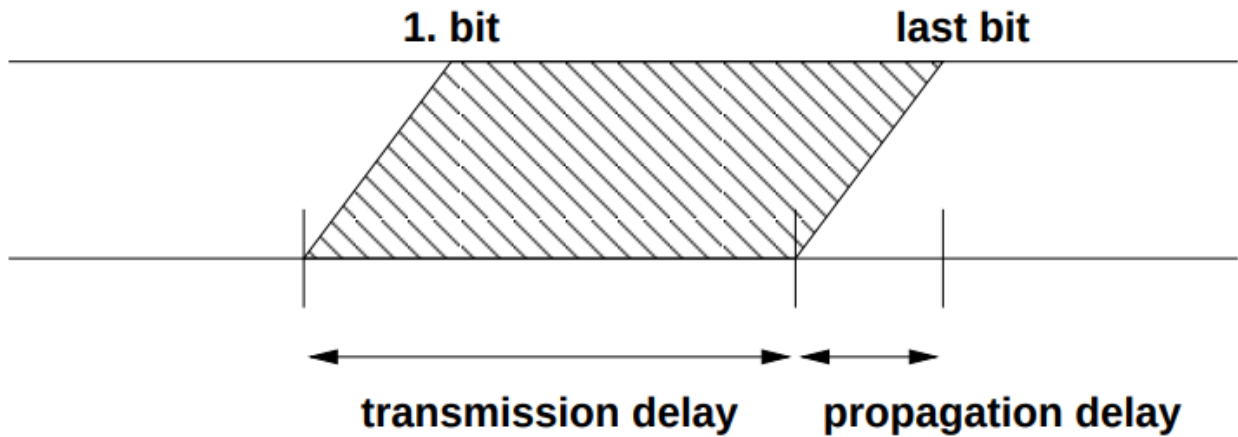 1. bit last bit
transmission delay propagation delay